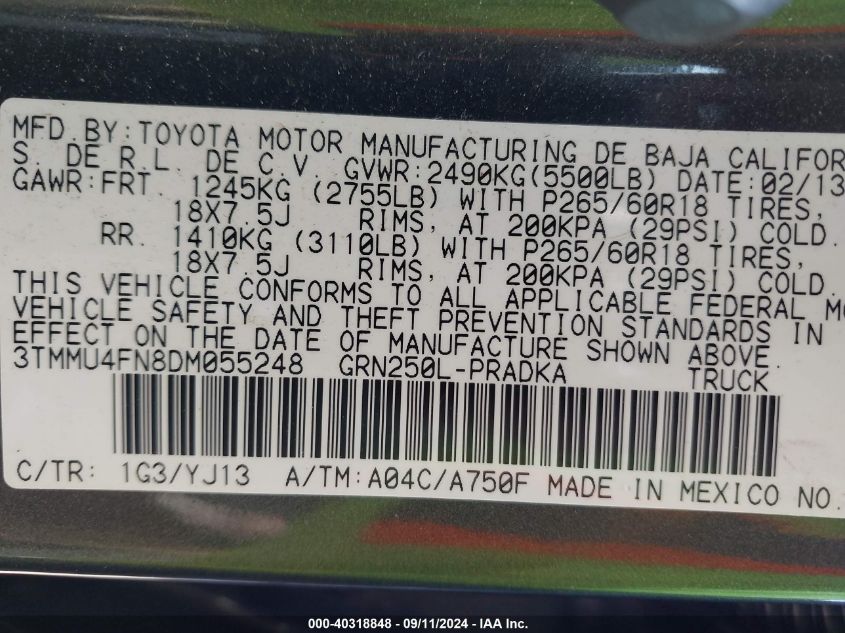 MFD.BY:TOYOTA MOTOR MANUFACTURING DE BAJA CALIFOR
S. DE R.L. DE C.V. GVWR:2490KG(5500LB) DATE:02/13
GAWR:FRT. 1245KG (2755LB) WITH P265/60R18 TIRES,
18X7.5J RIMS, AT 200KPA (29PSI) COLD.
RR. 1410KG (3110LB) WITH P265/60R18 TIRES,
18X7.5J RIMS, AT 200KPA (29PSI) COLD.
THIS VEHICLE CONFORMS TO ALL APPLICABLE FEDERAL MO
VEHICLE SAFETY AND THEFT PREVENTION STANDARDS IN
EFFECT ON THE DATE OF MANUFACTURE SHOWN ABOVE.
3TMMU4FN8DM055248 GRN250L-PRADKA TRUCK
C/TR: 1G3/YJ13 A/TM:A04C/A750F MADE IN MEXICO NO.
000-40318848 - 09/11/2024 - IAA Inc.